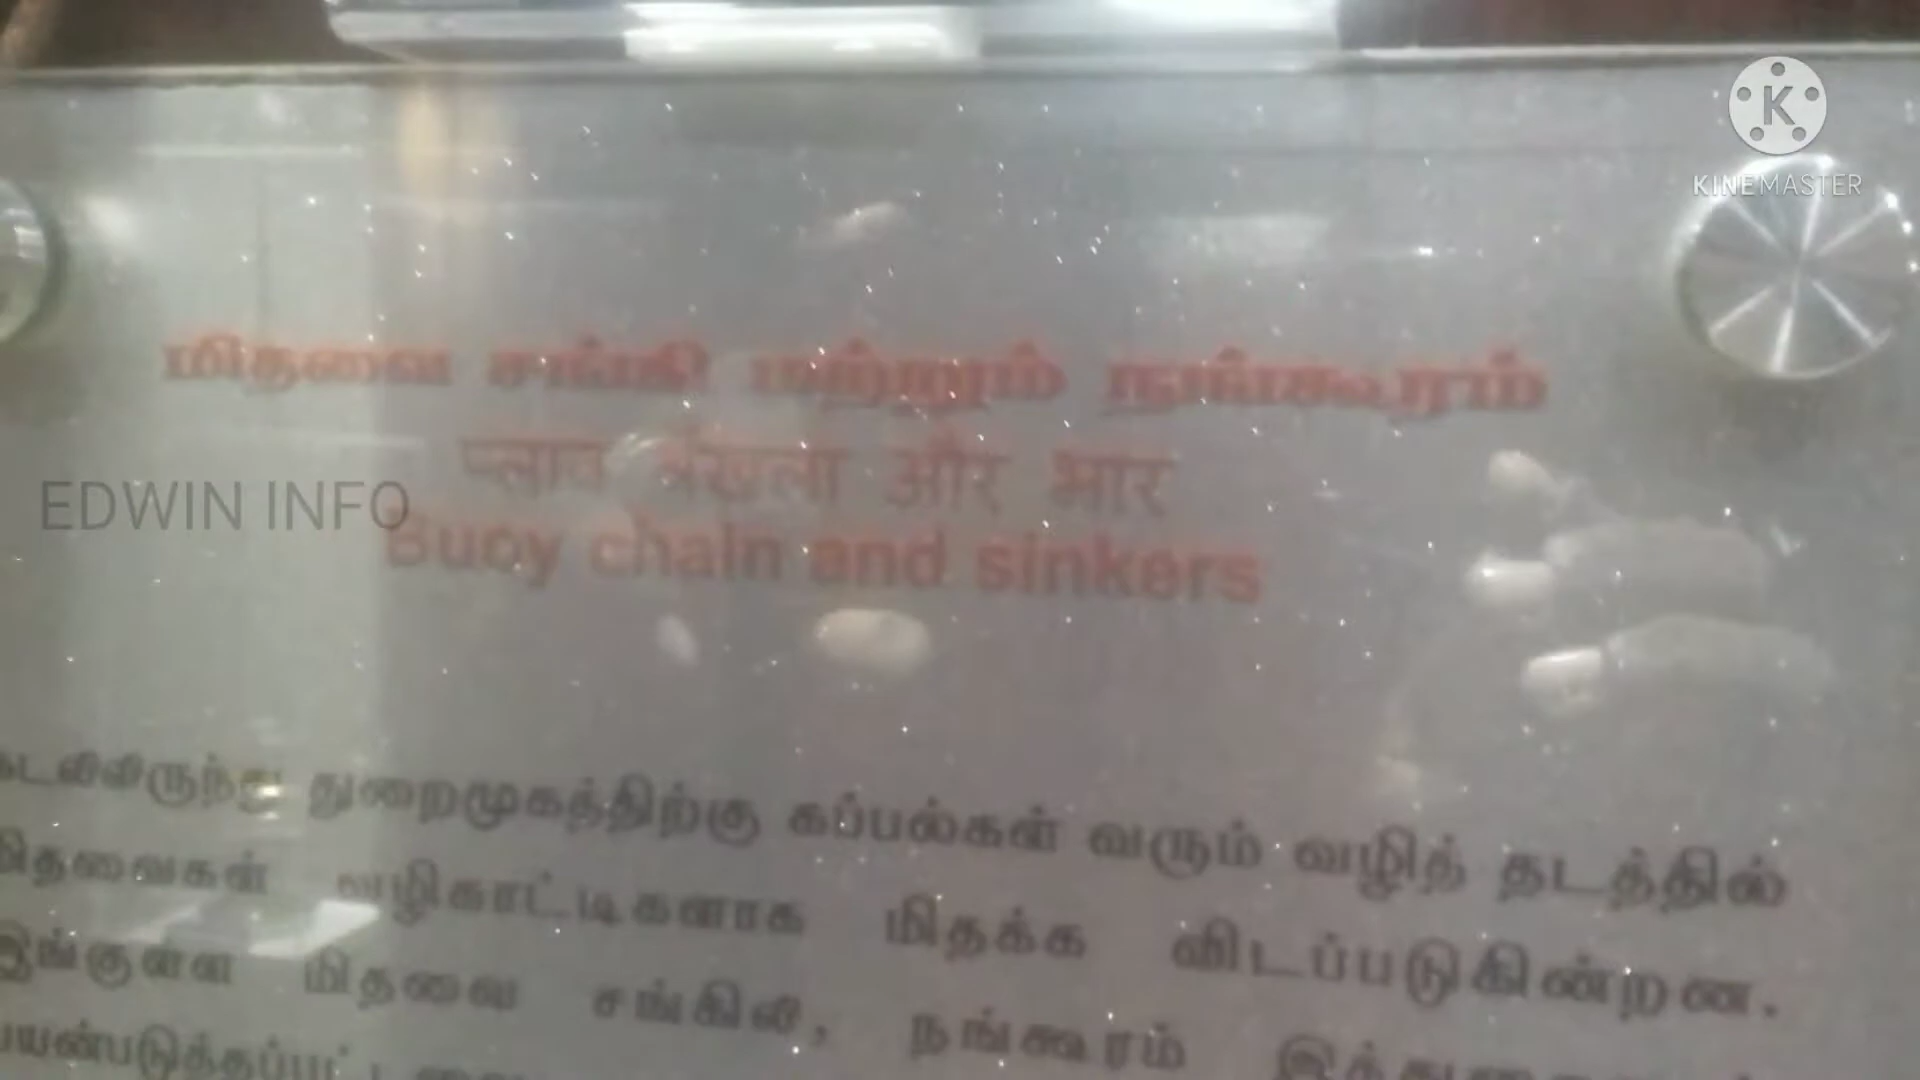 KINEMASTER
மிதவை சங்கிலி மற்றும் நங்கூரம்
प्लाव श्रृंखला और भार
EDWIN INFO
Buoy chain and sinkers
கடலிலிருந்து துறைமுகத்திற்கு கப்பல்கள் வரும் வழித் தடத்தில்
மிதவைகள் வழிகாட்டிகளாக மிதக்க விடப்படுகின்றன.
இங்குள்ள மிதவை சங்கிலி, நங்கூரம்